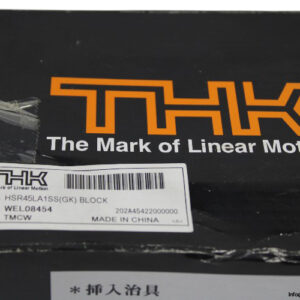 THK
The Mark of Linear Motion
THK
The Mark of Linear Motion
HSR45LA1SS(GK) BLOCK
WEL08454
202A45422000000
TMCW
MADE IN CHINA
*挿入治具